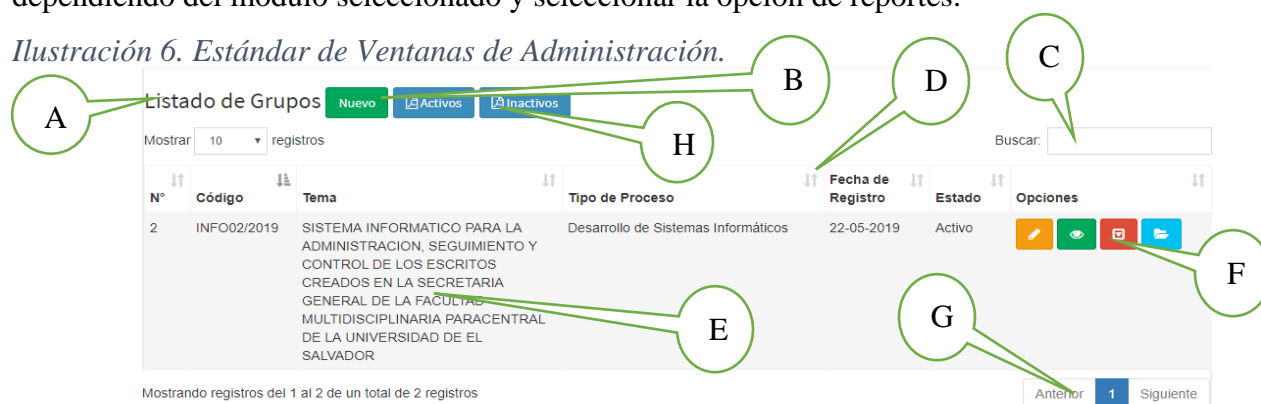 dependiendo del módulo seleccionado y seleccionar la opción de reportes.
Ilustración 6. Estándar de Ventanas de Administración.
A
B
C
D
Listado de Grupos Nuevo Activos Inactivos
H
Mostrar 10 registros
Buscar:
N° Código Tema Tipo de Proceso Fecha de Registro Estado Opciones
2 INFO02/2019 SISTEMA INFORMATICO PARA LA Desarrollo de Sistemas Informáticos 22-05-2019 Activo
ADMINISTRACION, SEGUIMIENTO Y
CONTROL DE LOS ESCRITOS
CREADOS EN LA SECRETARIA
GENERAL DE LA FACULTAD
MULTIDISCIPLINARIA PARACENTRAL
DE LA UNIVERSIDAD DE EL
SALVADOR
E
F
G
Mostrando registros del 1 al 2 de un total de 2 registros
Anterior 1 Siguiente